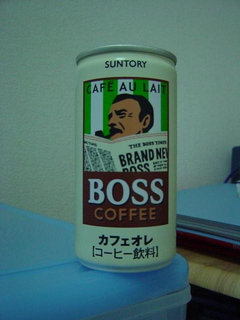 SUNTORY
CAFÉ AU LAIT
THE BOSS TIMES
BRAND NEW
BOSS
BOSS
COFFEE
カフェオレ
[コーヒー飲料]